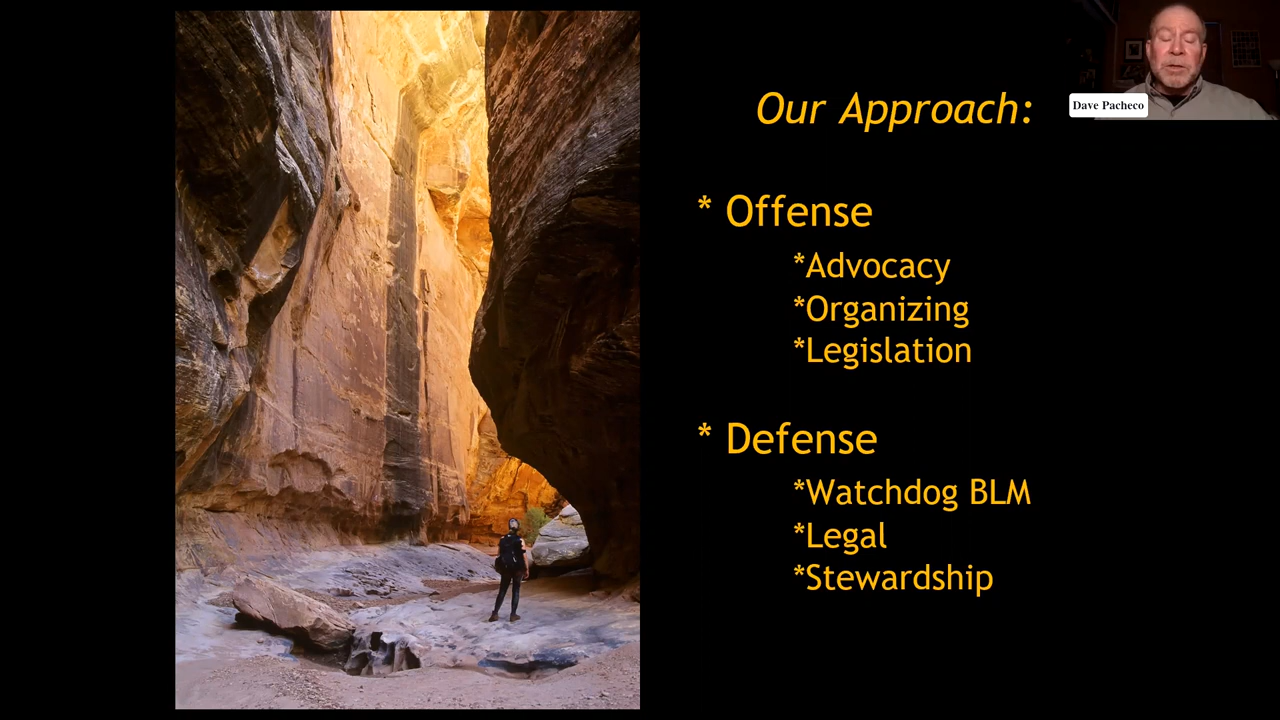 Our Approach:
Dave Pacheco
* Offense
*Advocacy
*Organizing
*Legislation
* Defense
*Watchdog BLM
*Legal
*Stewardship